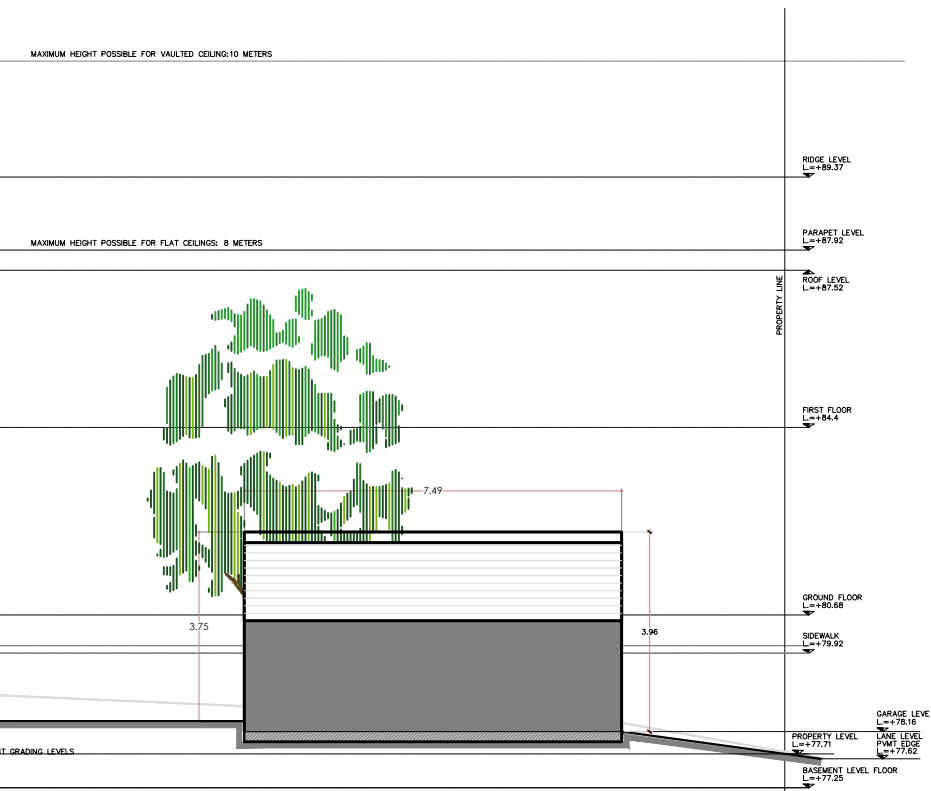 MAXIMUM HEIGHT POSSIBLE FOR VAULTED CEILING:10 METERS
RIDGE LEVEL
L.=+89.37
PARAPET LEVEL
L.=+87.92
MAXIMUM HEIGHT POSSIBLE FOR FLAT CEILINGS: 8 METERS
ROOF LEVEL
L.=+87.52
PROPERTY LINE
FIRST FLOOR
L.=+84.4
7.49
GROUND FLOOR
L.=+80.68
3.75
3.96
SIDEWALK
L.=+79.92
GARAGE LEVE
L.=+78.16
PROPERTY LEVEL
L.=+77.71
LANE LEVEL
PVMT EDGE
L.=+77.62
IT GRADING LEVELS
BASEMENT LEVEL FLOOR
L.=+77.25